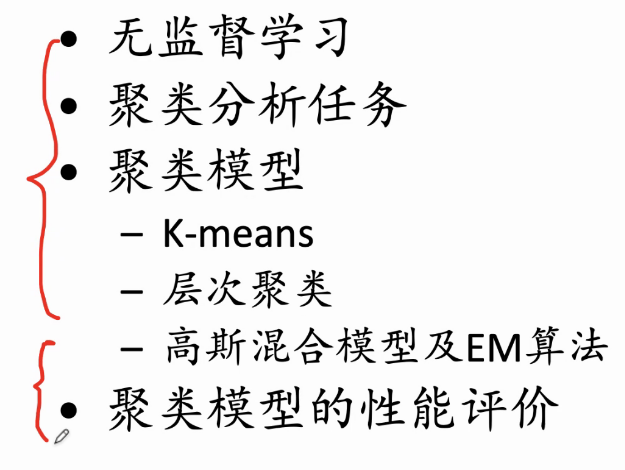 • 无监督学习
• 聚类分析任务
• 聚类模型
– K-means
– 层次聚类
– 高斯混合模型及EM算法
• 聚类模型的性能评价